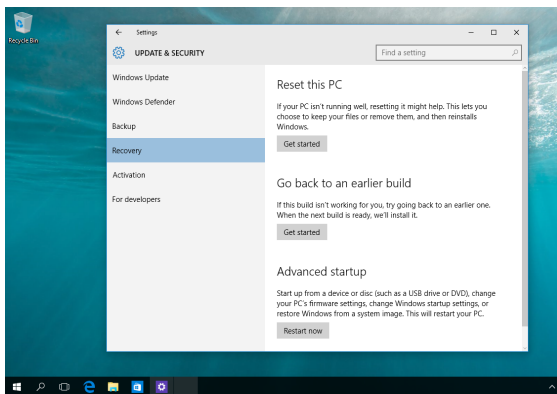 Recycle Bin
Settings
UPDATE & SECURITY
Find a setting
Windows Update
Windows Defender
Backup
Recovery
Activation
For developers
Reset this PC
If your PC isn't running well, resetting it might help. This lets you
choose to keep your files or remove them, and then reinstalls
Windows.
Get started
Go back to an earlier build
If this build isn't working for you, try going back to an earlier one.
When the next build is ready, we'll install it.
Get started
Advanced startup
Start up from a device or disc (such as a USB drive or DVD), change
your PC's firmware settings, change Windows startup settings, or
restore Windows from a system image. This will restart your PC.
Restart now